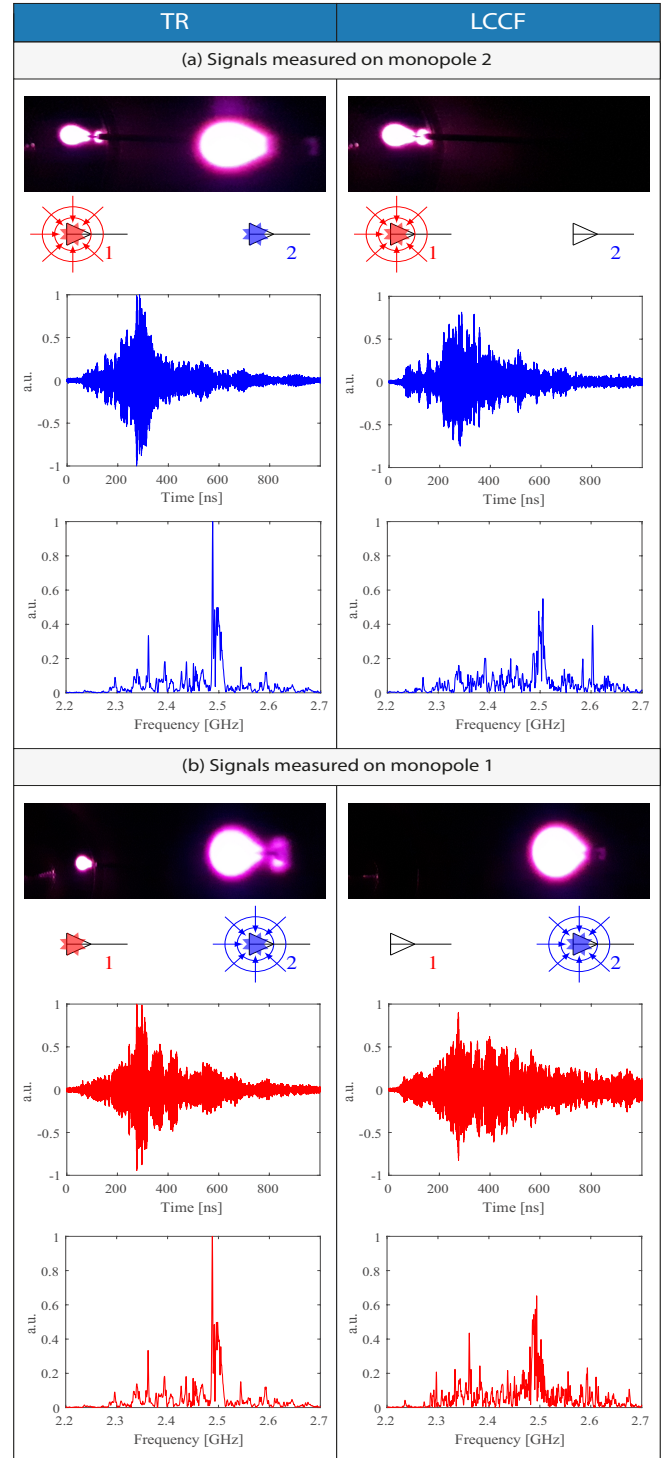 TR LCCF
(a) Signals measured on monopole 2
1 2 1 2
1
0.5
0
-0.5
-1
a.u.
0 200 400 600 800
Time [ns]
1
0.5
0
-0.5
-1
a.u.
0 200 400 600 800
Time [ns]
1
0.8
0.6
0.4
0.2
0
a.u.
2.2 2.3 2.4 2.5 2.6 2.7
Frequency [GHz]
1
0.8
0.6
0.4
0.2
0
a.u.
2.2 2.3 2.4 2.5 2.6 2.7
Frequency [GHz]
(b) Signals measured on monopole 1
1 2 1 2
1
0.5
0
-0.5
-1
a.u.
0 200 400 600 800
Time [ns]
1
0.5
0
-0.5
-1
a.u.
0 200 400 600 800
Time [ns]
1
0.8
0.6
0.4
0.2
0
a.u.
2.2 2.3 2.4 2.5 2.6 2.7
Frequency [GHz]
1
0.8
0.6
0.4
0.2
0
a.u.
2.2 2.3 2.4 2.5 2.6 2.7
Frequency [GHz]